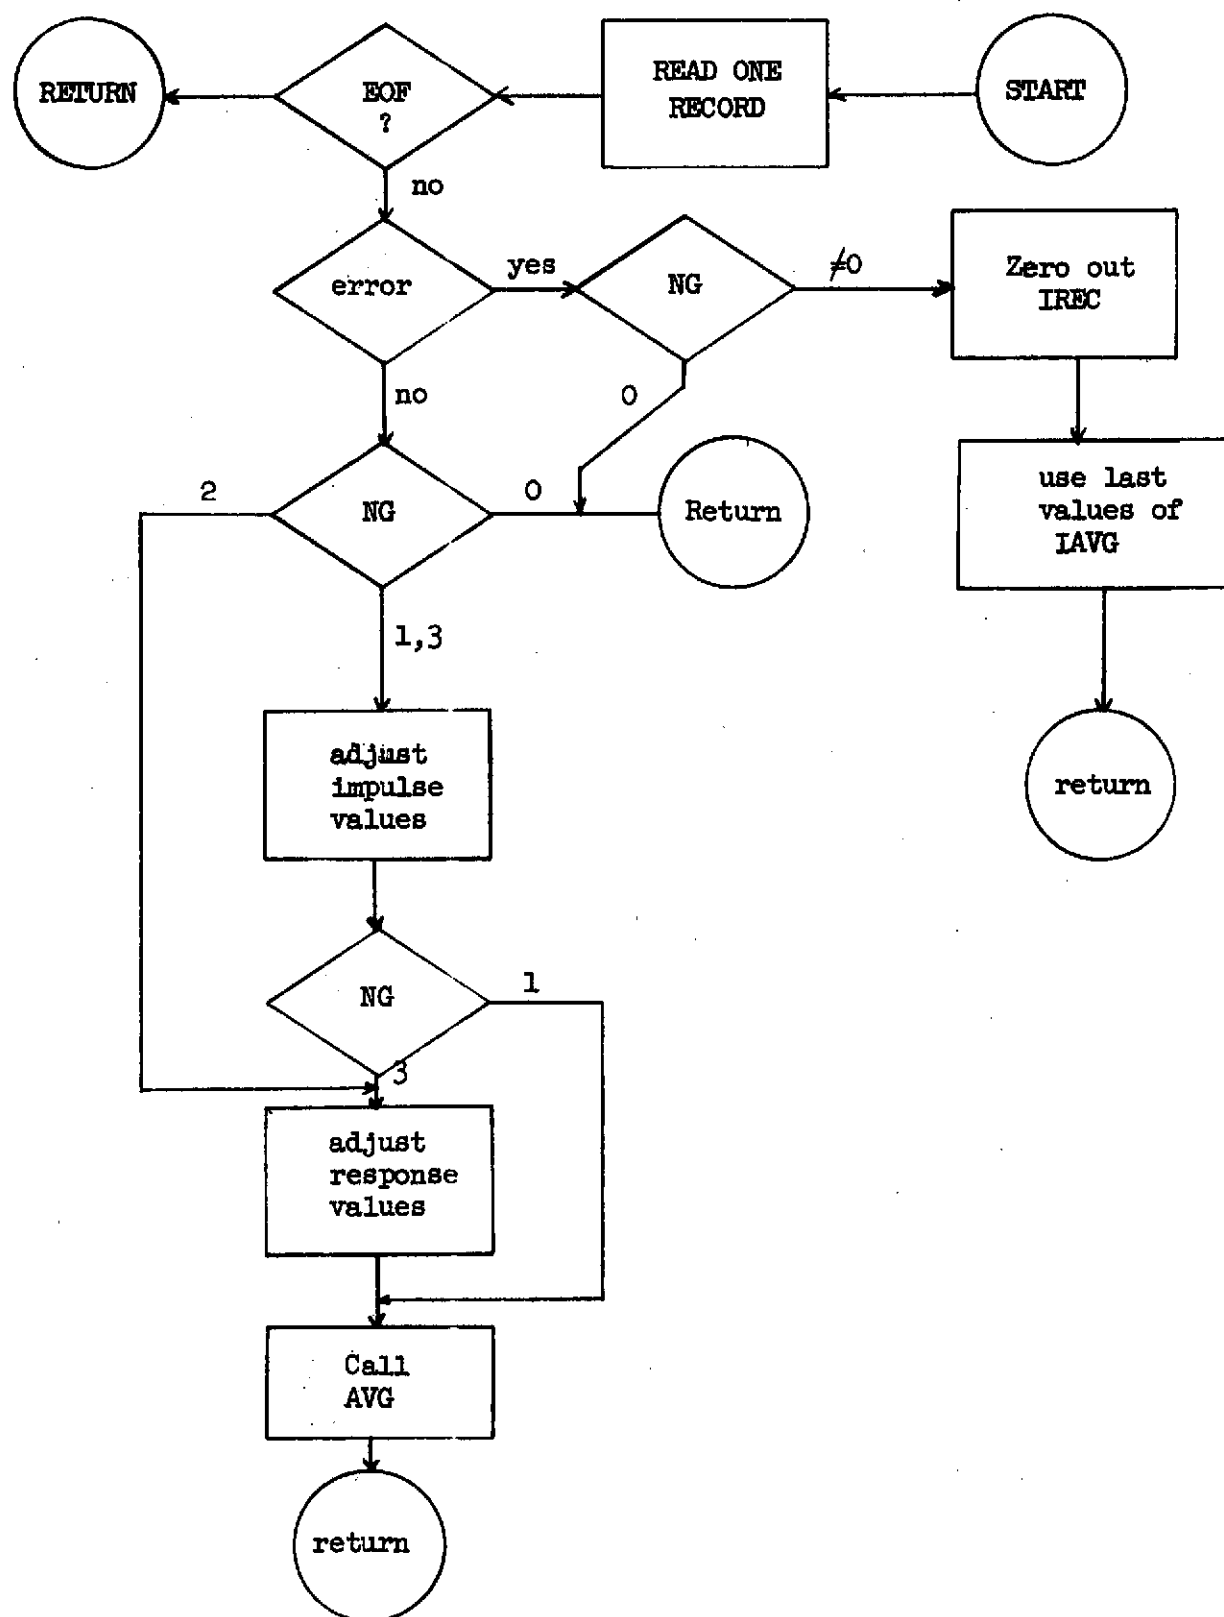 RETURN
EOF
?
READ ONE
RECORD
START
no
error
yes
NG
≠0
Zero out
IREC
no
0
2
NG
0
Return
use last
values of
IAVG
1,3
adjust
impulse
values
return
NG
1
3
adjust
response
values
Call
AVG
return